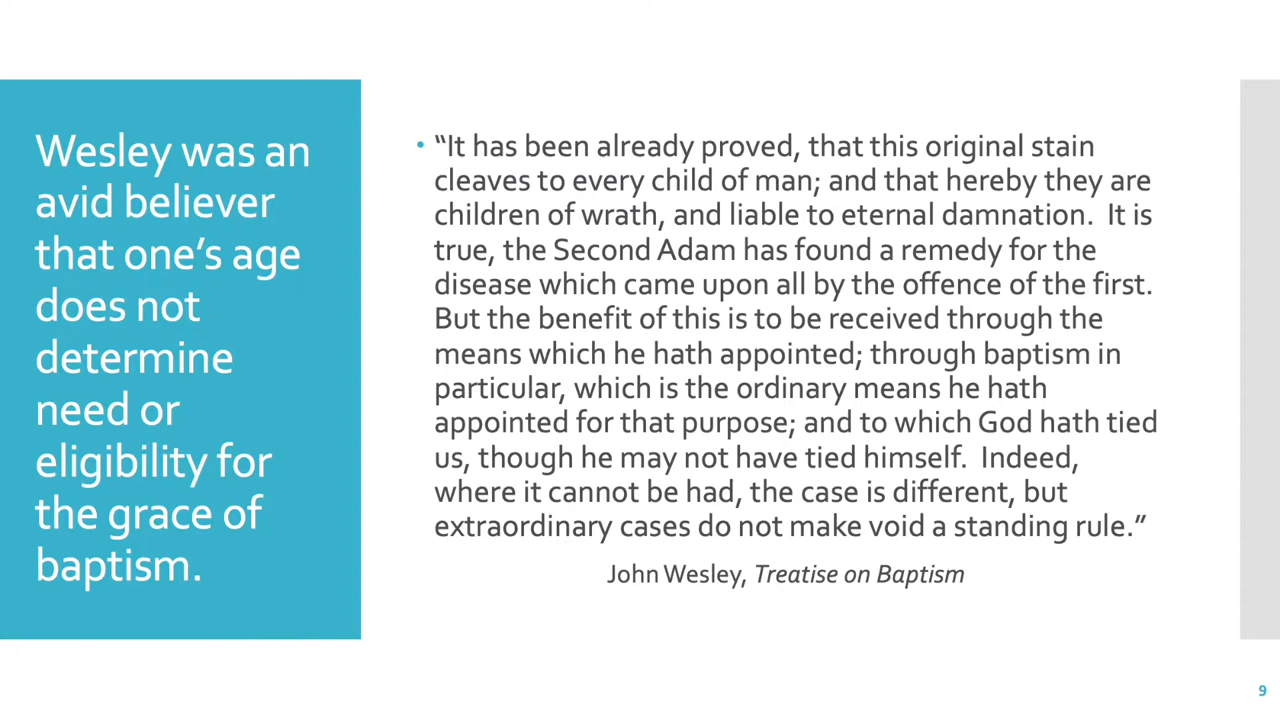 Wesley was an
avid believer
that one’s age
does not
determine
need or
eligibility for
the grace of
baptism.
• “It has been already proved, that this original stain
cleaves to every child of man; and that hereby they are
children of wrath, and liable to eternal damnation.  It is
true, the Second Adam has found a remedy for the
disease which came upon all by the offence of the first.
But the benefit of this is to be received through the
means which he hath appointed; through baptism in
particular, which is the ordinary means he hath
appointed for that purpose; and to which God hath tied
us, though he may not have tied himself.  Indeed,
where it cannot be had, the case is different, but
extraordinary cases do not make void a standing rule.”
John Wesley, Treatise on Baptism
9